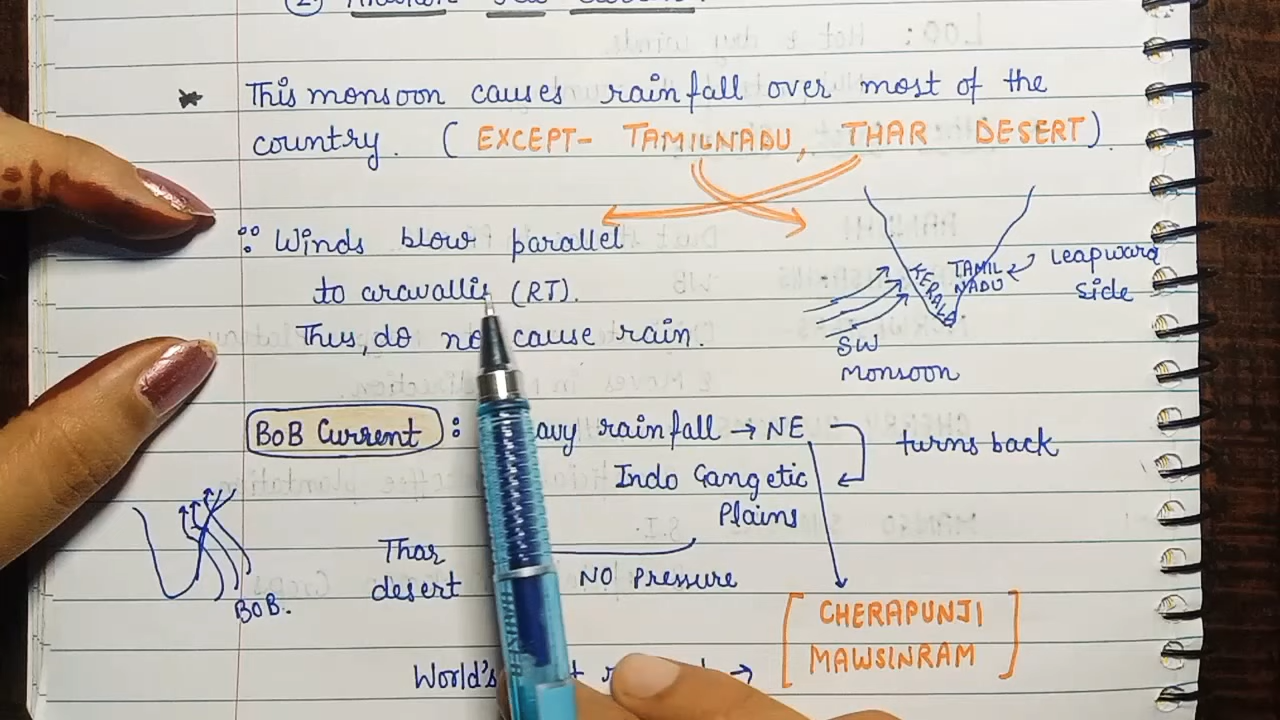 This monsoon causes rainfall over most of the
country. (EXCEPT- TAMILNADU, THAR DESERT)
∵ Winds blow parallel
to aravallis (RT).
Thus, do not cause rain.
KERALA
TAMIL
NADU
Leapward
side
SW
Monsoon
BoB Current :
rainfall → NE
turns back
Indo Gangetic
Plains
BOB.
Thar
desert
NO Pressure
CHERAPUNJI
MAWSINRAM
World's